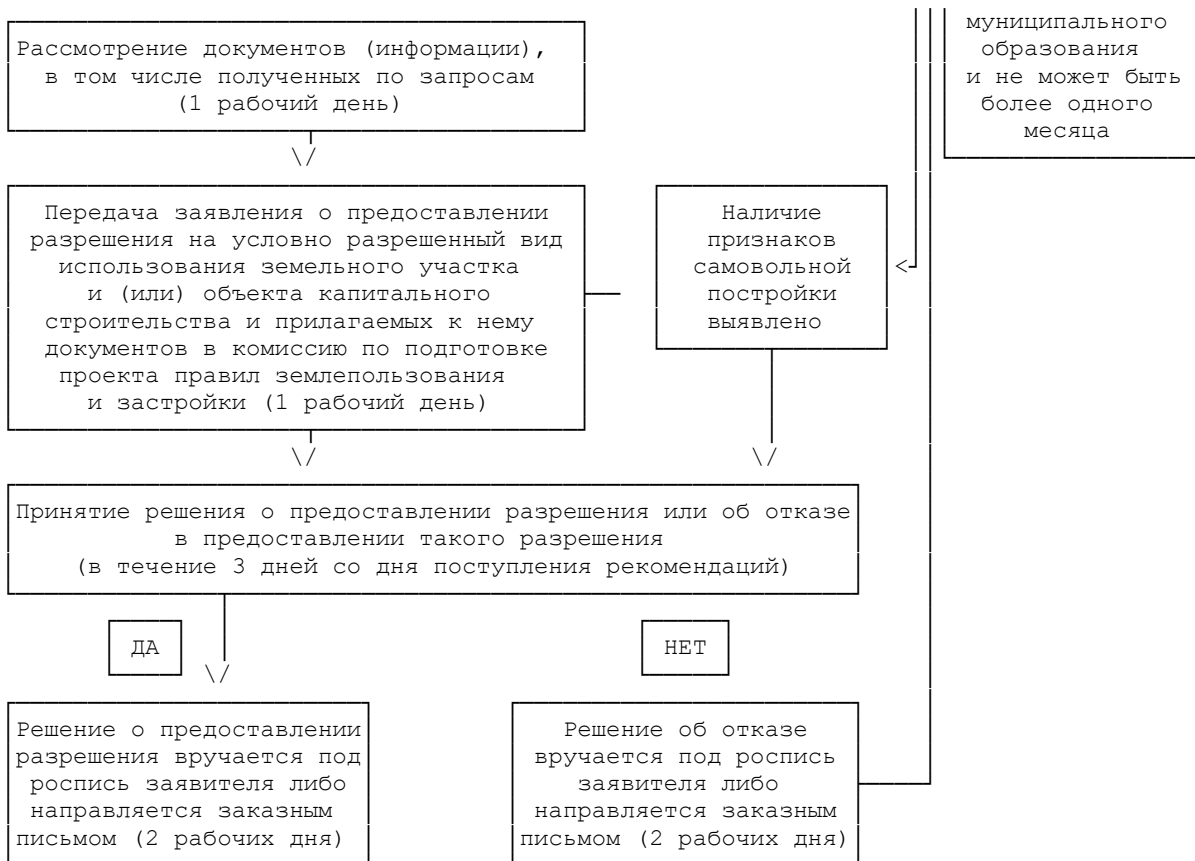 Рассмотрение документов (информации),
в том числе полученных по запросам
(1 рабочий день)
муниципального
образования
и не может быть
более одного
месяца
\/
Передача заявления о предоставлении
разрешения на условно разрешенный вид
использования земельного участка
и (или) объекта капитального
строительства и прилагаемых к нему
документов в комиссию по подготовке
проекта правил землепользования
и застройки (1 рабочий день)
Наличие
признаков
самовольной
постройки
выявлено
<
\/ \/
Принятие решения о предоставлении разрешения или об отказе
в предоставлении такого разрешения
(в течение 3 дней со дня поступления рекомендаций)
ДА
НЕТ
\/
Решение о предоставлении
разрешения вручается под
роспись заявителя либо
направляется заказным
письмом (2 рабочих дня)
Решение об отказе
вручается под роспись
заявителя либо
направляется заказным
письмом (2 рабочих дня)